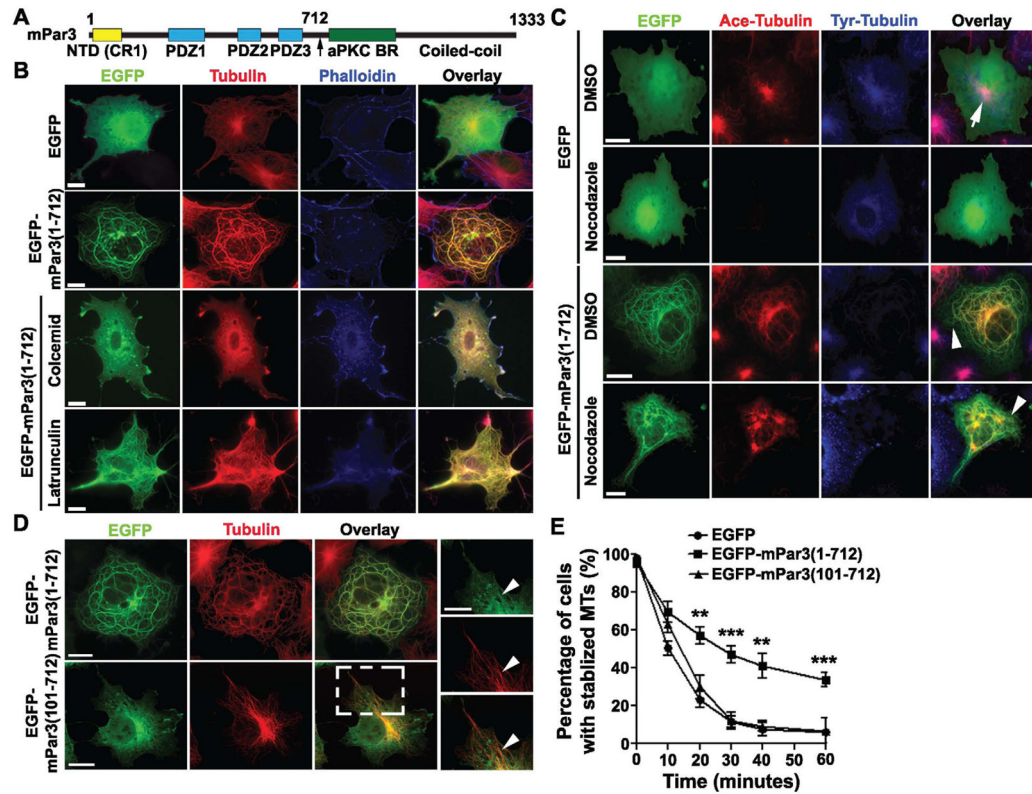 A
1
712
1333
mPar3
NTD (CR1)
PDZ1
PDZ2
PDZ3
aPKC BR
Coiled-coil
B
EGFP
Tubulin
Phalloidin
Overlay
EGFP
EGFP-
mPar3(1-712)
EGFP-mPar3(1-712)
Colcemid
Latrunculin
C
EGFP
Ace-Tubulin
Tyr-Tubulin
Overlay
EGFP
DMSO
Nocodazole
EGFP-mPar3(1-712)
DMSO
Nocodazole
D
EGFP
Tubulin
Overlay
EGFP-
mPar3(1-712)
EGFP-
mPar3(101-712)
E
EGFP
EGFP-mPar3(1-712)
EGFP-mPar3(101-712)
Percentage of cells
with stablized MTs (%)
100
80
60
40
20
0
** *** ** ***
0 10 20 30 40 50 60
Time (minutes)